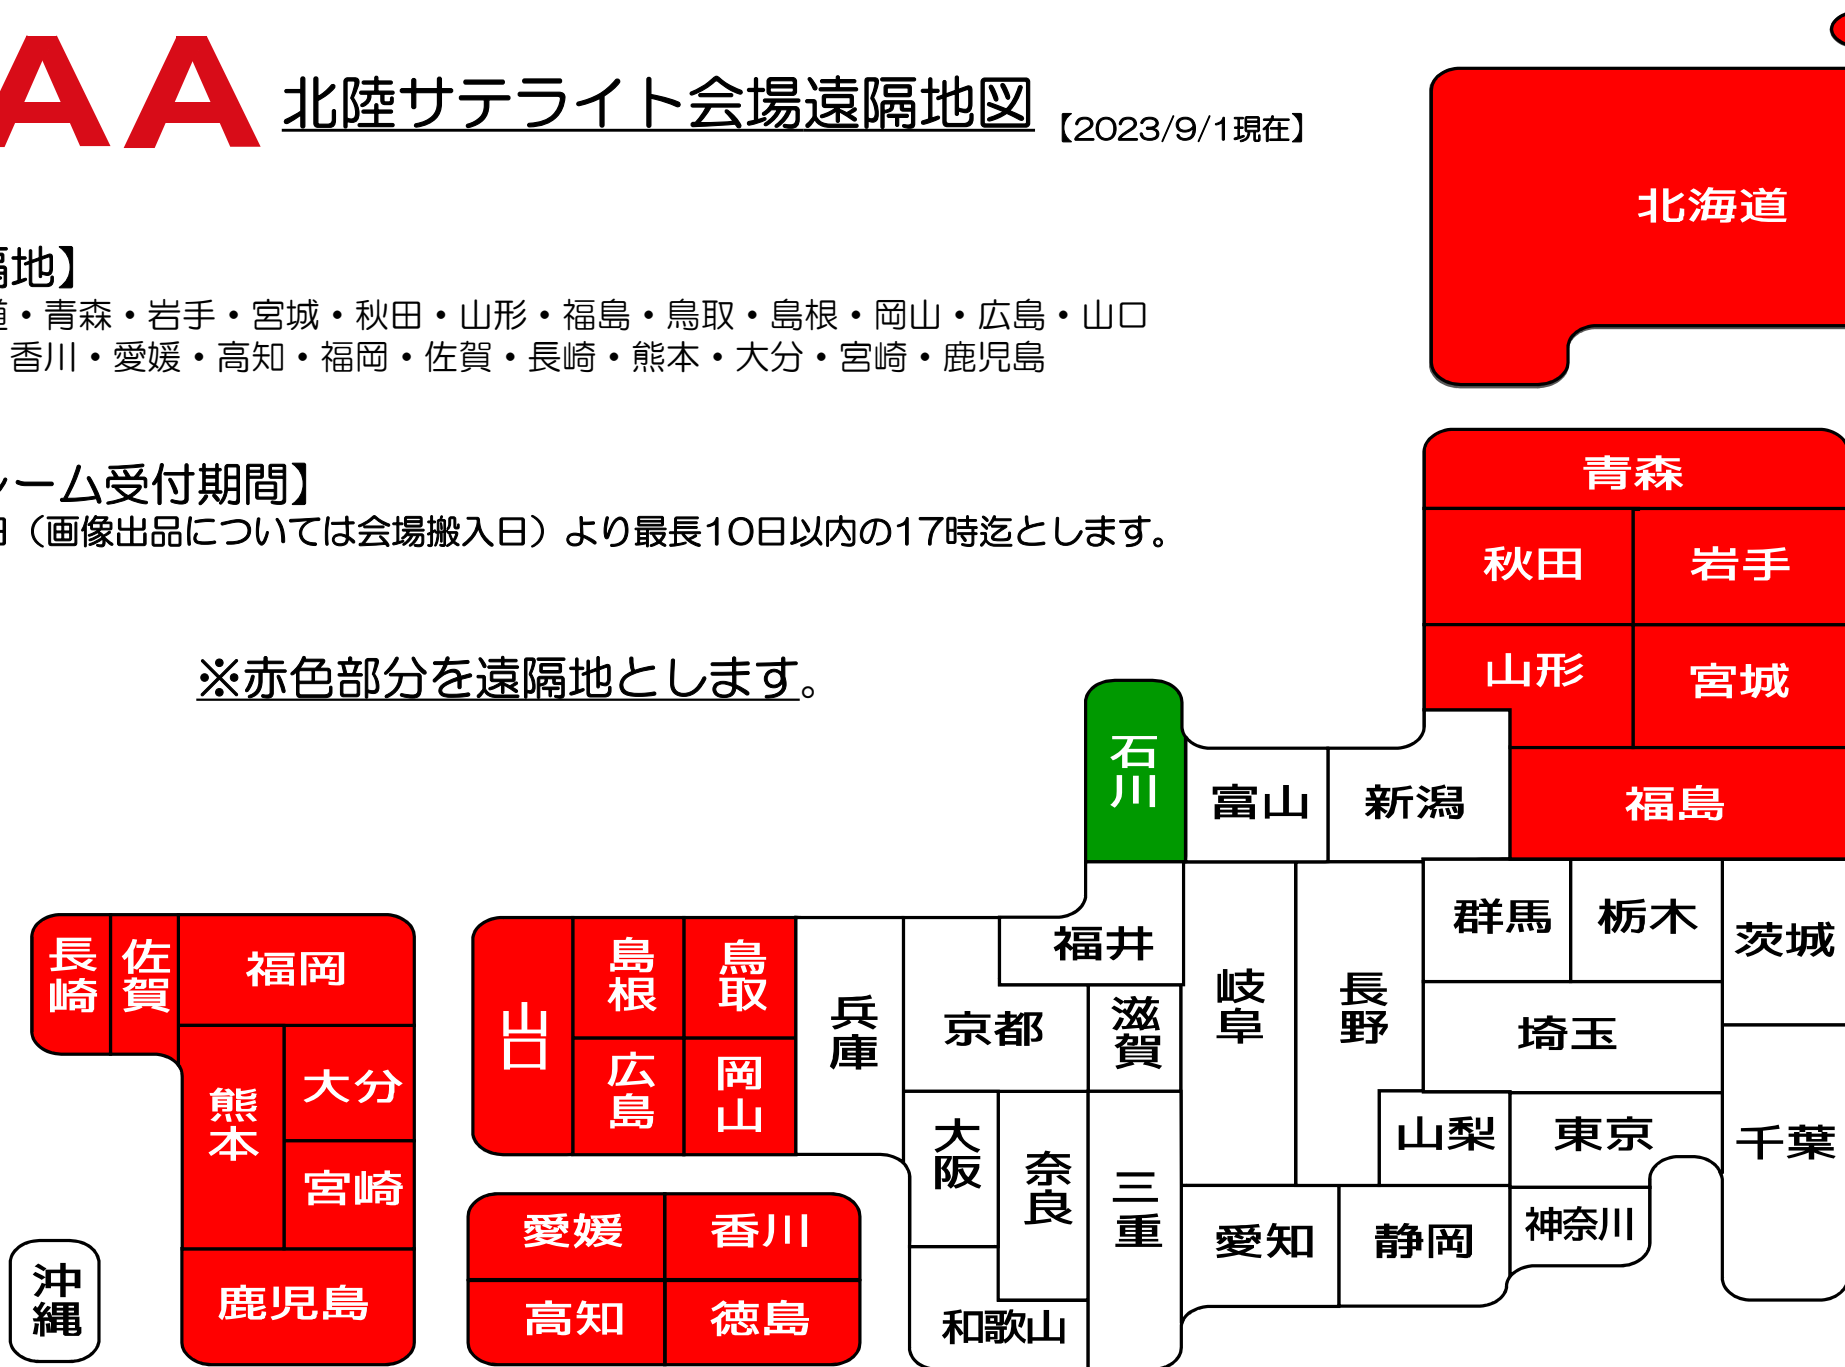 AA 北陸サテライト会場遠隔地図 【2023/9/1現在】
隔地】
道・青森・岩手・宮城・秋田・山形・福島・鳥取・島根・岡山・広島・山口
香川・愛媛・高知・福岡・佐賀・長崎・熊本・大分・宮崎・鹿児島
レーム受付期間】
日（画像出品については会場搬入日）より最長10日以内の17時迄とします。
※赤色部分を遠隔地とします。
北海道
青森
秋田
岩手
山形
宮城
石川
富山
新潟
福島
福井
岐阜
長野
群馬
栃木
茨城
埼玉
山梨
東京
千葉
神奈川
愛知
静岡
滋賀
京都
兵庫
大阪
奈良
三重
和歌山
山口
島根
鳥取
広島
岡山
愛媛
香川
高知
徳島
長崎
佐賀
福岡
熊本
大分
宮崎
鹿児島
沖縄